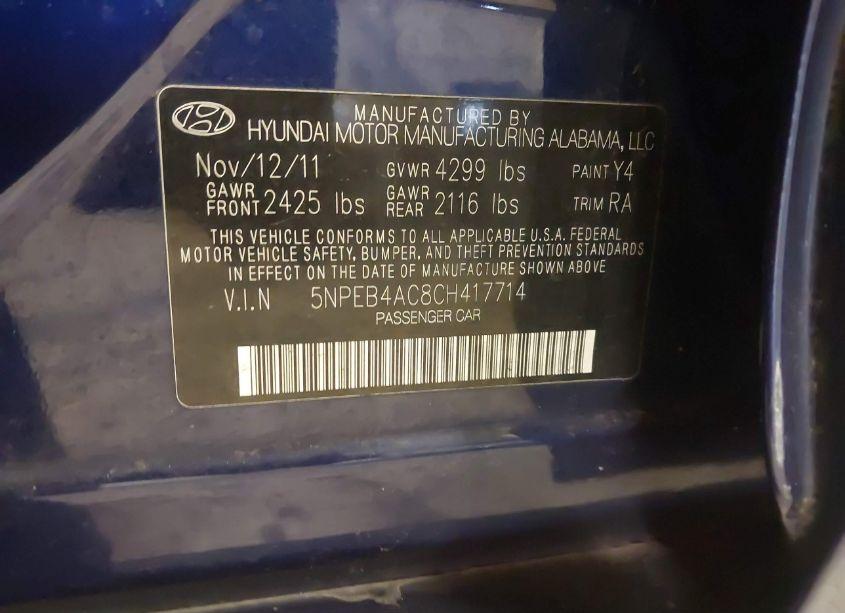 MANUFACTURED BY
HYUNDAI MOTOR MANUFACTURING ALABAMA, LLC
Nov/12/11 GVWR 4299 lbs PAINT Y4
GAWR FRONT 2425 lbs GAWR REAR 2116 lbs TRIM RA
THIS VEHICLE CONFORMS TO ALL APPLICABLE U.S.A. FEDERAL
MOTOR VEHICLE SAFETY, BUMPER, AND THEFT PREVENTION STANDARDS
IN EFFECT ON THE DATE OF MANUFACTURE SHOWN ABOVE
V.I.N 5NPEB4AC8CH417714
PASSENGER CAR